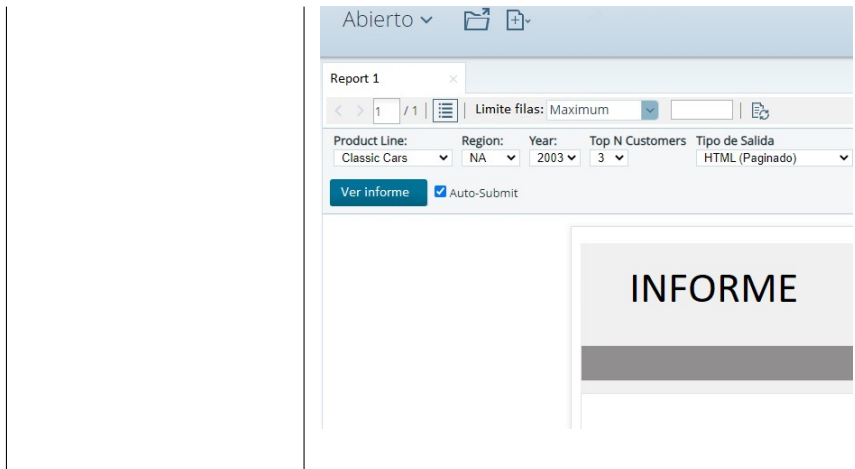 Abierto
Report 1
1 / 1 Limite filas: Maximum
Product Line: Region: Year: Top N Customers Tipo de Salida
Classic Cars NA 2003 3 HTML (Paginado)
Ver informe Auto-Submit
INFORME